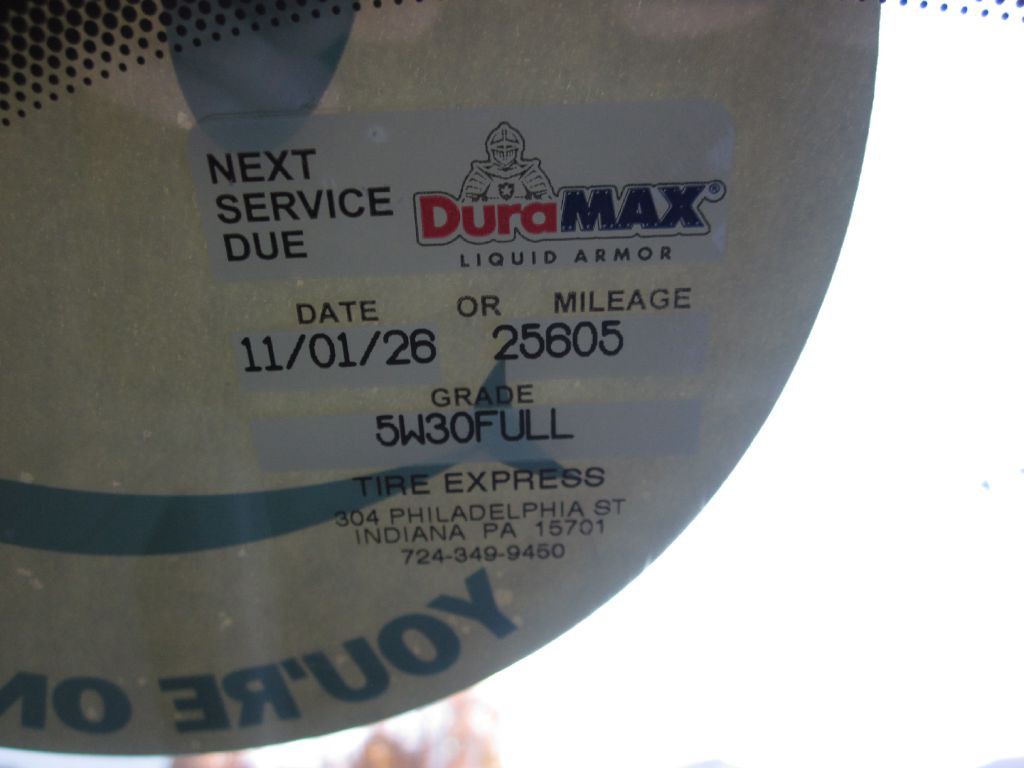 NEXT
SERVICE
DUE
DuraMAX®
LIQUID ARMOR
DATE OR MILEAGE
11/01/26 25605
GRADE
5W30FULL
TIRE EXPRESS
304 PHILADELPHIA ST
INDIANA PA 15701
724-349-9450
YOU'RE ON